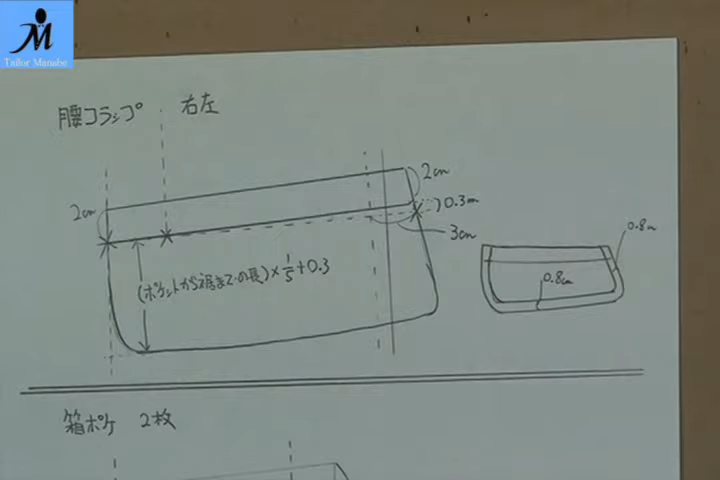 M
Tailor Manabe
腰フラップ 右左
2cm
2cm
0.3cm
3cm
(ポケットから裾までの長)×1/5+0.3
0.8cm
0.8cm
箱ポケ 2枚